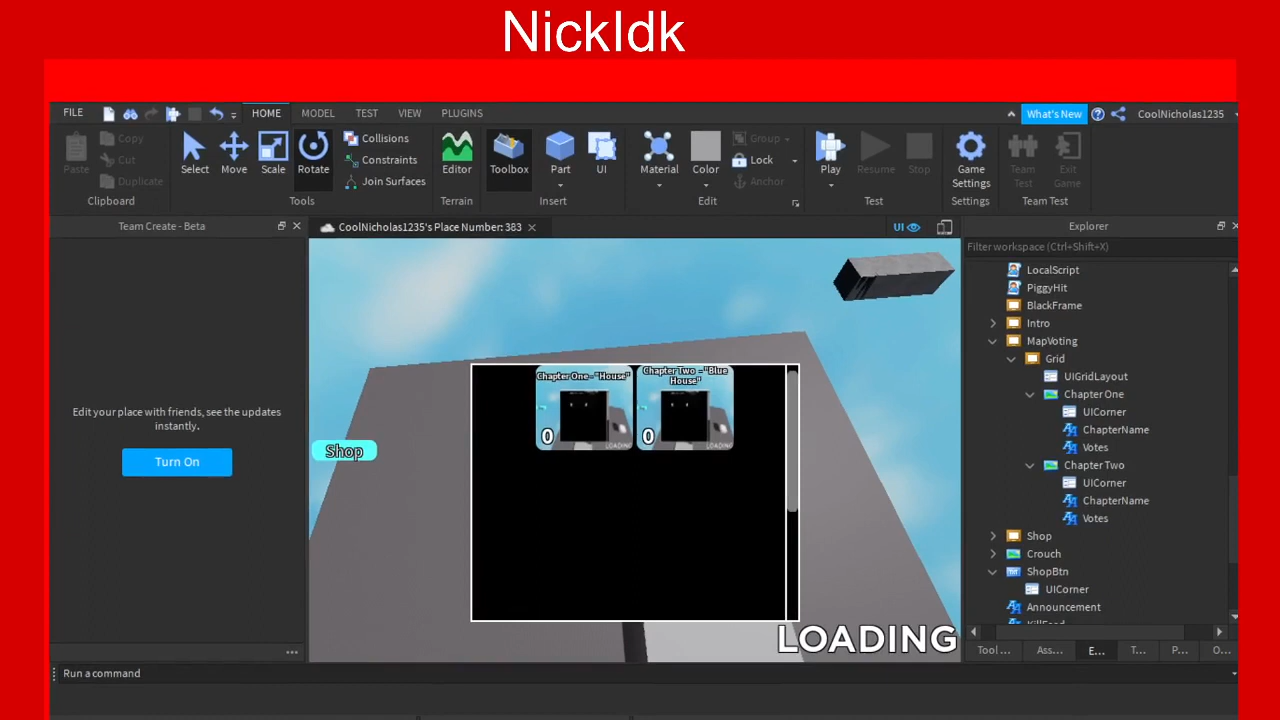 NickIdk
FILE HOME MODEL TEST VIEW PLUGINS What's New CoolNicholas1235
Paste Copy Cut Duplicate Select Move Scale Rotate Collisions Constraints Join Surfaces Editor Toolbox Part UI Material Color Group Lock Anchor Play Resume Stop Game Settings Team Test Exit Game
Clipboard Tools Terrain Insert Edit Test Settings Team Test
Team Create - Beta
CoolNicholas1235's Place Number: 383
UI
Explorer
Filter workspace (Ctrl+Shift+X)
Edit your place with friends, see the updates
instantly.
Turn On
Shop
Chapter One - "House"
0
LOADING
Chapter Two - "Blue
House"
0
LOADING
LOADING
LocalScript
PiggyHit
BlackFrame
Intro
MapVoting
Grid
UIGridLayout
Chapter One
UICorner
ChapterName
Votes
Chapter Two
UICorner
ChapterName
Votes
Shop
Crouch
ShopBtn
UICorner
Announcement
Tool ... Ass... E... T... P... O...
Run a command